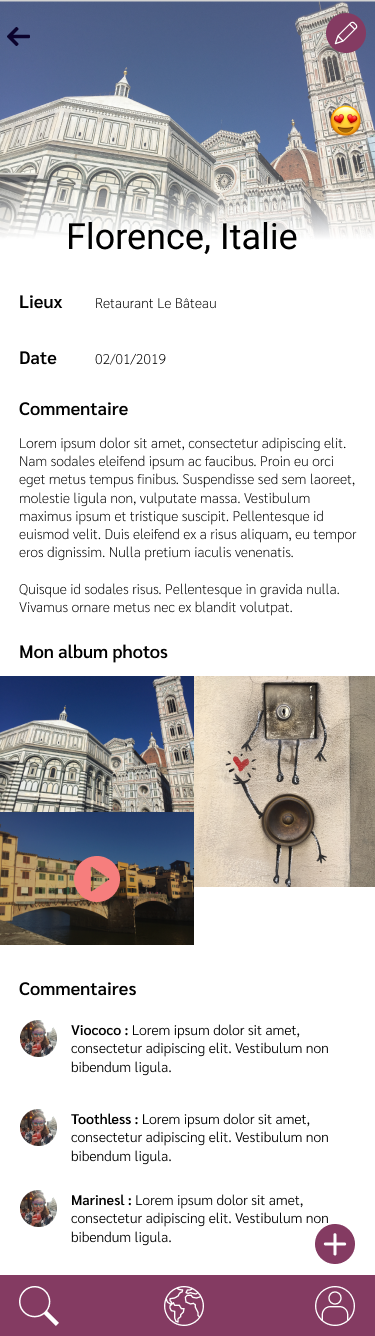 Florence, Italie
Lieux Retaurant Le Bâteau
Date 02/01/2019
Commentaire
Lorem ipsum dolor sit amet, consectetur adipiscing elit.
Nam sodales eleifend ipsum ac faucibus. Proin eu orci
eget metus tempus finibus. Suspendisse sed sem laoreet,
molestie ligula non, vulputate massa. Vestibulum
maximus ipsum et tristique suscipit. Pellentesque id
euismod velit. Duis eleifend ex a risus aliquam, eu tempor
eros dignissim. Nulla pretium iaculis venenatis.
Quisque id sodales risus. Pellentesque in gravida nulla.
Vivamus ornare metus nec ex blandit volutpat.
Mon album photos
Commentaires
Viococo : Lorem ipsum dolor sit amet,
consectetur adipiscing elit. Vestibulum non
bibendum ligula.
Toothless : Lorem ipsum dolor sit amet,
consectetur adipiscing elit. Vestibulum non
bibendum ligula.
Marinesl : Lorem ipsum dolor sit amet,
consectetur adipiscing elit. Vestibulum non
bibendum ligula.